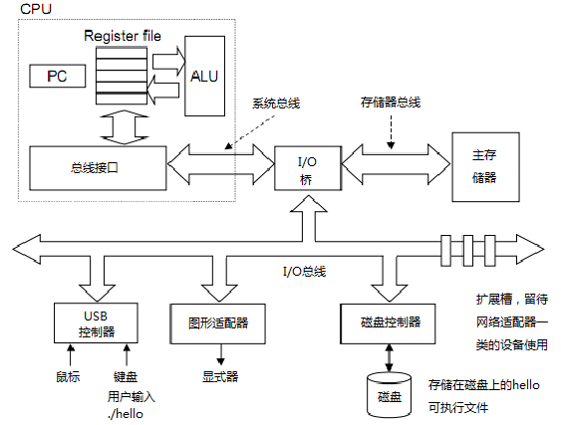 CPU
Register file
PC
ALU
系统总线
存储器总线
总线接口
I/O
桥
主存
储器
I/O总线
USB
控制器
图形适配器
磁盘控制器
扩展槽，留待
网络适配器一
类的设备使用
鼠标
键盘
用户输入
./hello
显式器
磁盘
存储在磁盘上的hello
可执行文件